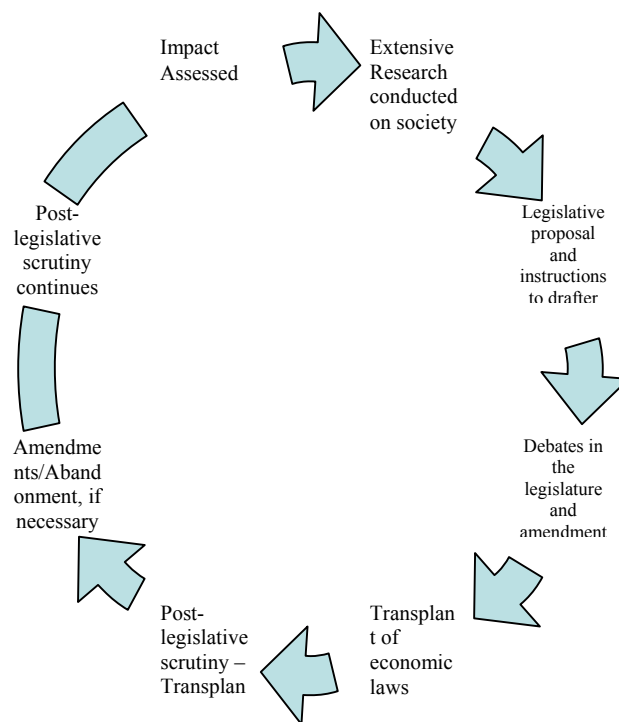 Impact
Assessed
Extensive
Research
conducted
on society
Legislative
proposal
and
instructions
to drafter
Debates in
the
legislature
and
amendment
Transplan
t of
economic
laws
Post-
legislative
scrutiny –
Transplan
Amendme
nts/Aband
onment, if
necessary
Post-
legislative
scrutiny
continues